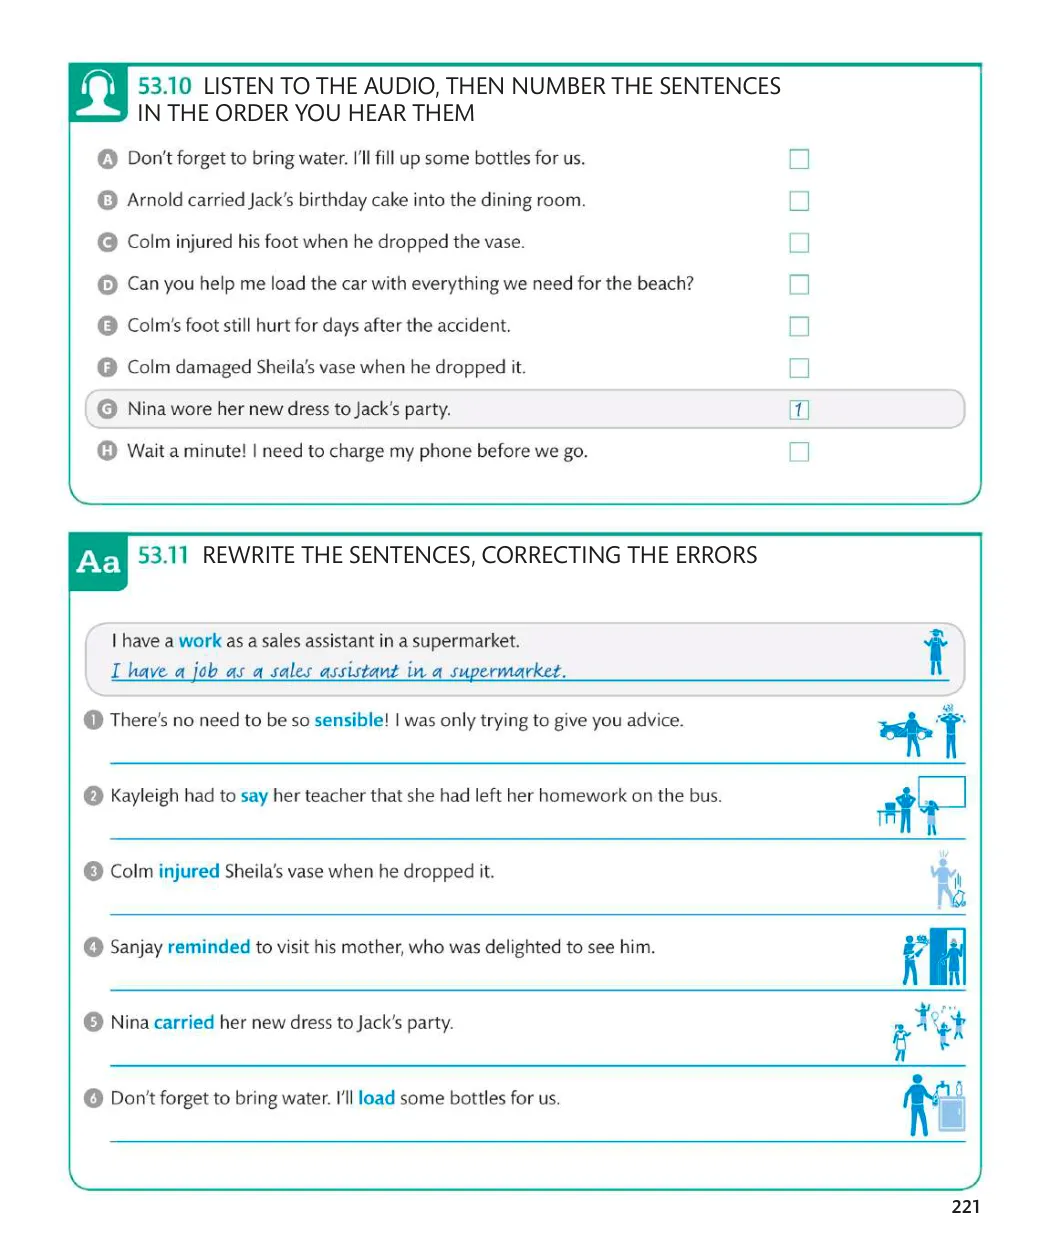 53.10 LISTEN TO THE AUDIO, THEN NUMBER THE SENTENCES
IN THE ORDER YOU HEAR THEM
A Don't forget to bring water. I'll fill up some bottles for us.
B Arnold carried Jack's birthday cake into the dining room.
C Colm injured his foot when he dropped the vase.
D Can you help me load the car with everything we need for the beach?
E Colm's foot still hurt for days after the accident.
F Colm damaged Sheila's vase when he dropped it.
G Nina wore her new dress to Jack's party. 1
H Wait a minute! I need to charge my phone before we go.
Aa 53.11 REWRITE THE SENTENCES, CORRECTING THE ERRORS
I have a work as a sales assistant in a supermarket.
I have a job as a sales assistant in a supermarket.
1 There's no need to be so sensible! I was only trying to give you advice.
2 Kayleigh had to say her teacher that she had left her homework on the bus.
3 Colm injured Sheila's vase when he dropped it.
4 Sanjay reminded to visit his mother, who was delighted to see him.
5 Nina carried her new dress to Jack's party.
6 Don't forget to bring water. I'll load some bottles for us.
221